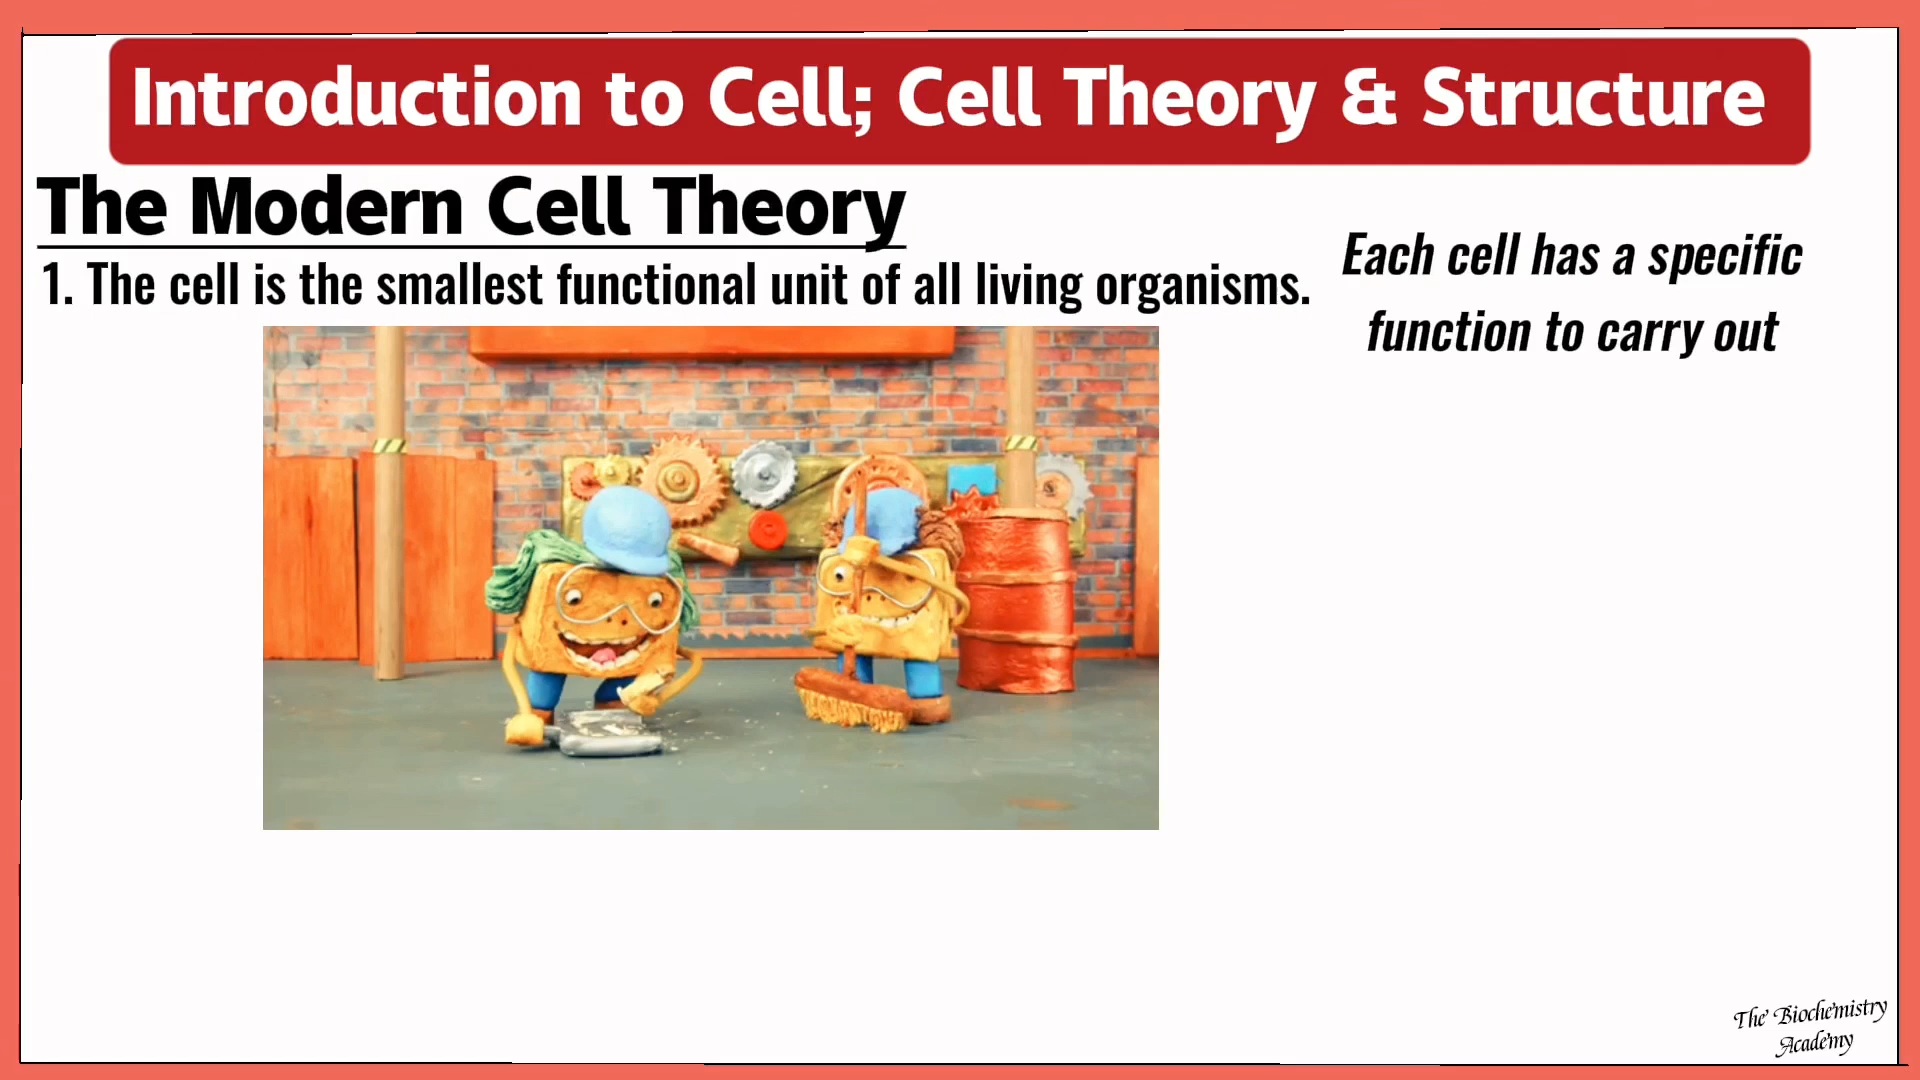 Introduction to Cell; Cell Theory & Structure
The Modern Cell Theory
1. The cell is the smallest functional unit of all living organisms.
Each cell has a specific
function to carry out
The Biochemistry
Academy